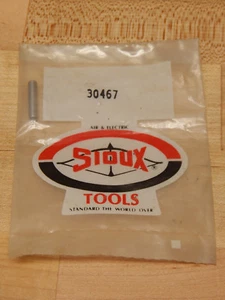 30467
AIR & ELECTRIC
SIOUX
TOOLS
STANDARD THE WORLD OVER